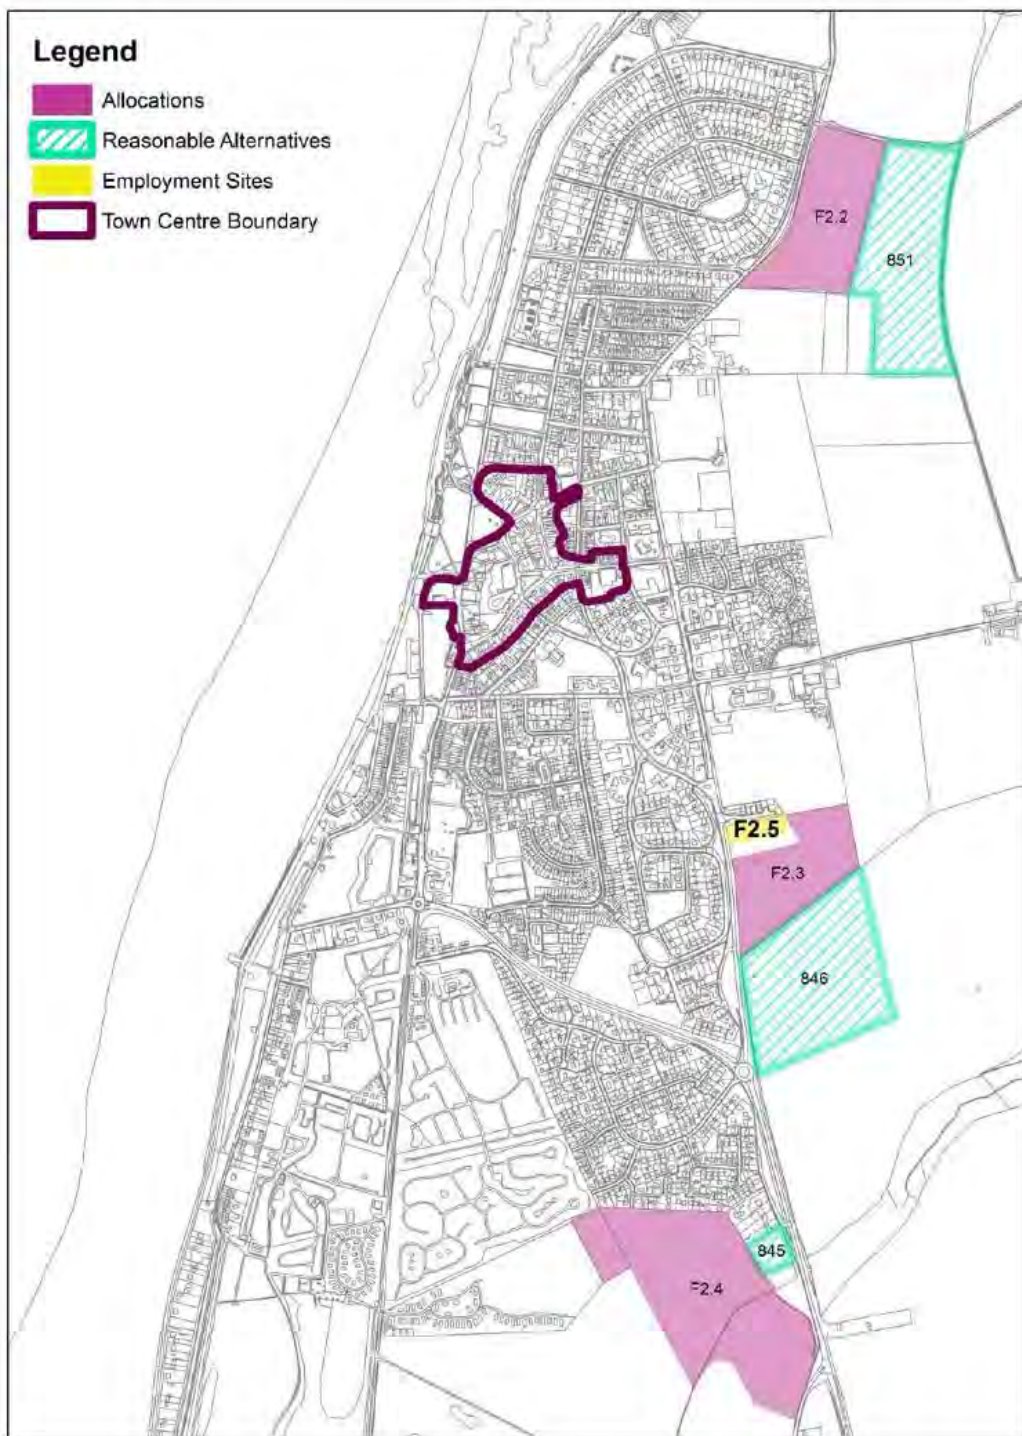 Legend
Allocations
Reasonable Alternatives
Employment Sites
Town Centre Boundary
F2.2
851
F2.5
F2.3
846
845
F2.4